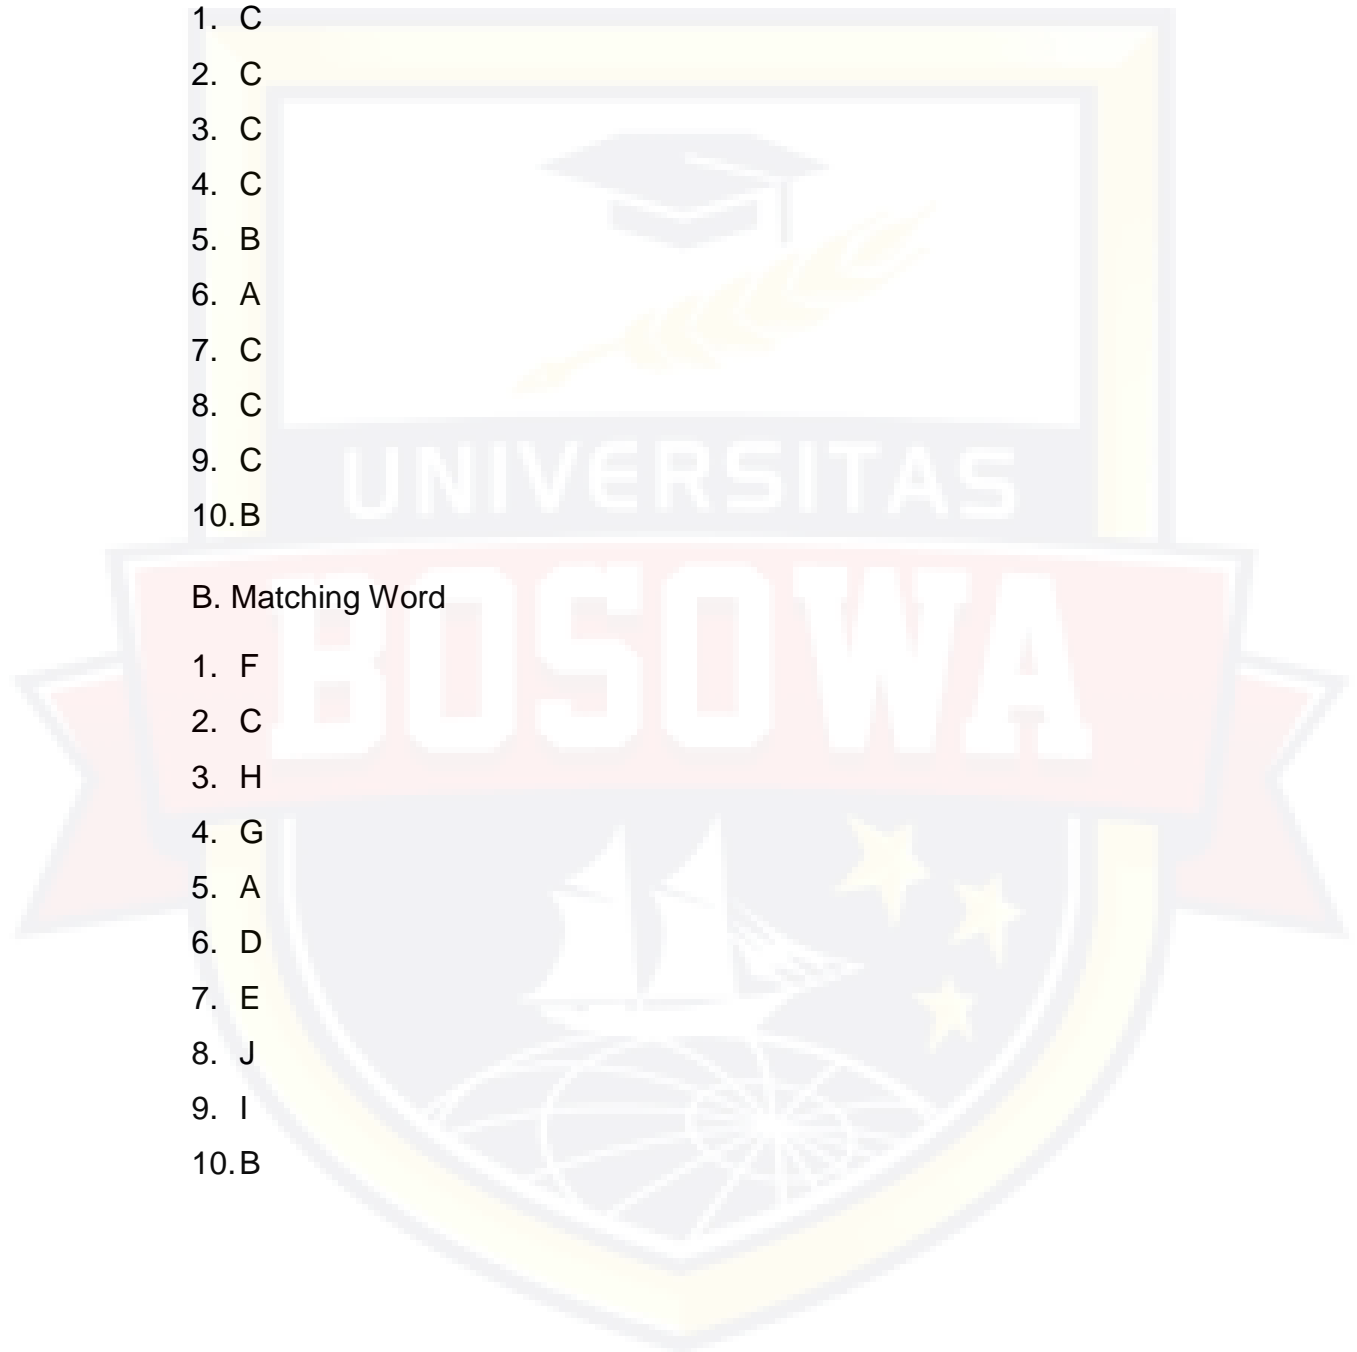 1. C
2. C
3. C
4. C
5. B
6. A
7. C
8. C
9. C
10. B
UNIVERSITAS
BOSOWA
B. Matching Word
1. F
2. C
3. H
4. G
5. A
6. D
7. E
8. J
9. I
10. B